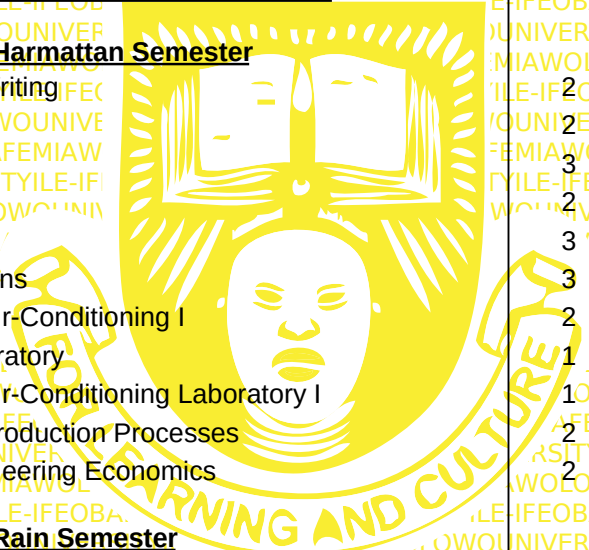 Harmattan Semester
riting 2
2
3
2
3
ns 3
r-Conditioning I 2
ratory 1
r-Conditioning Laboratory I 1
roduction Processes 2
eering Economics 2
FOR LEARNING AND CULTURE
Rain Semester